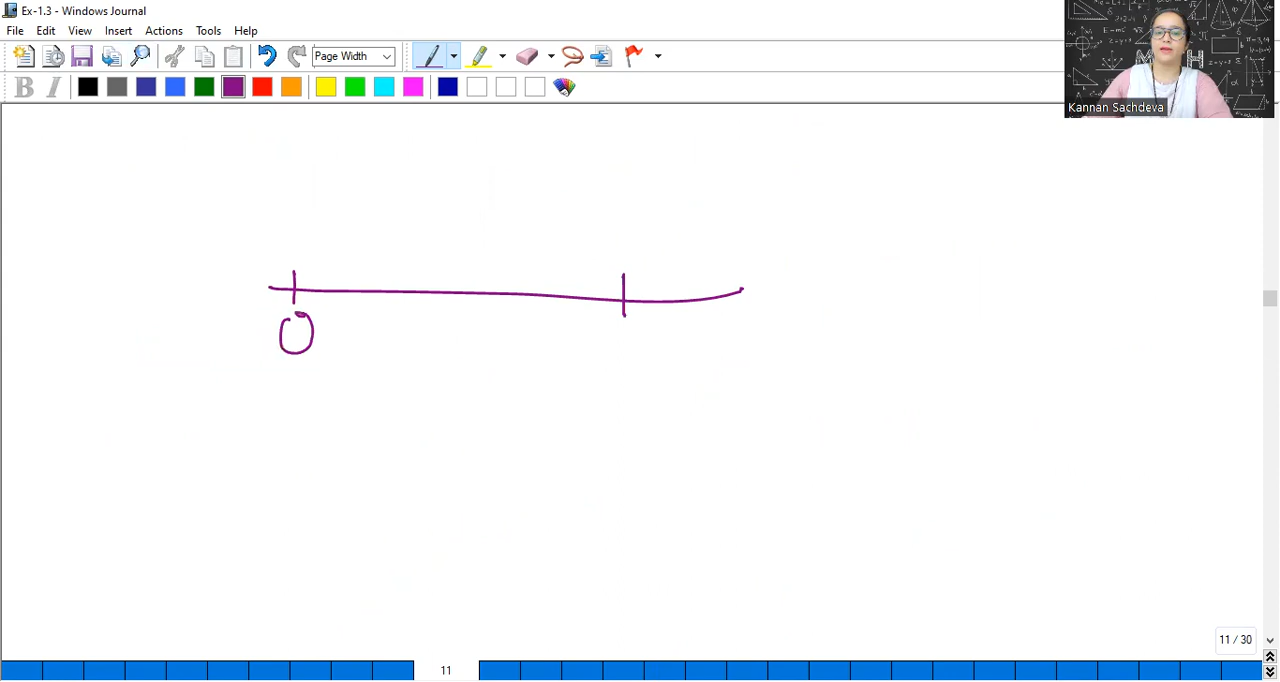 Ex-1.3 - Windows Journal
File Edit View Insert Actions Tools Help
Page Width
B I
Kannan Sachdeva
0
11 / 30
11